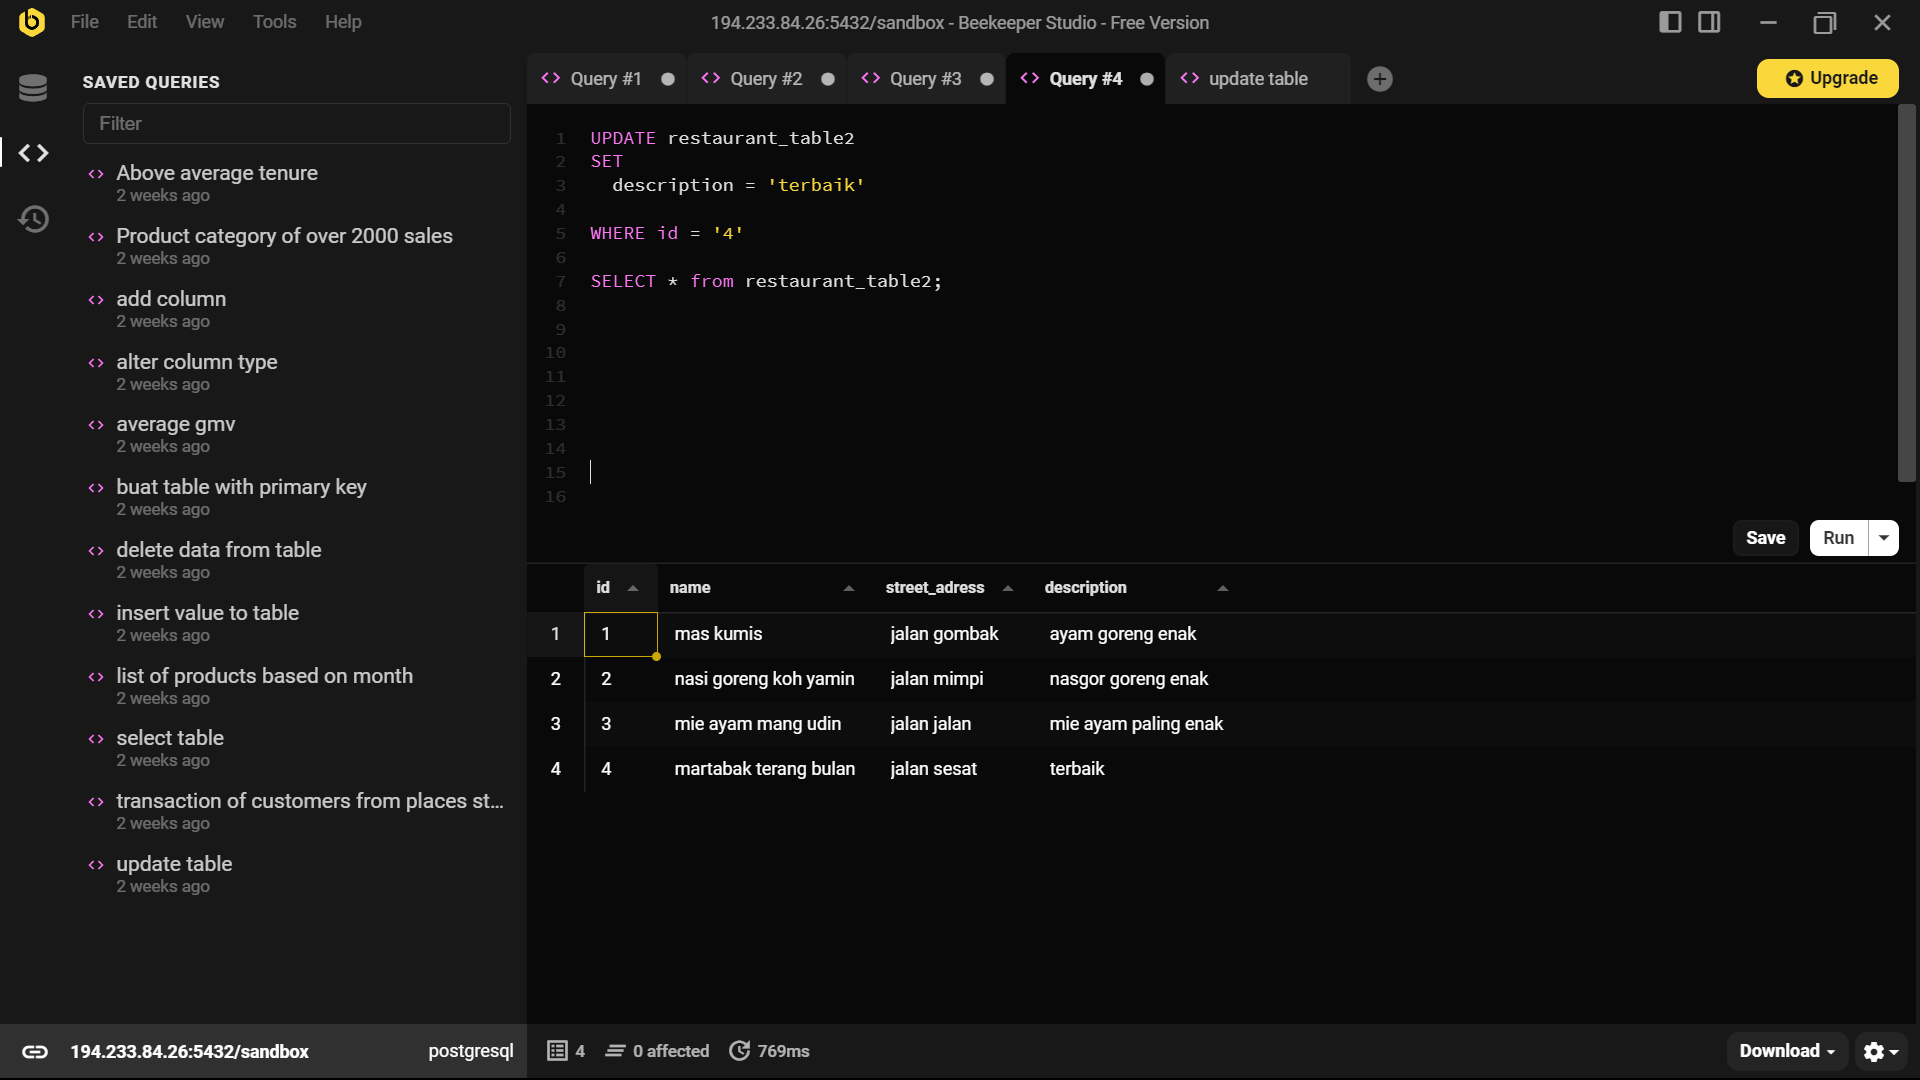 File Edit View Tools Help
194.233.84.26:5432/sandbox - Beekeeper Studio - Free Version
SAVED QUERIES
Filter
Above average tenure
2 weeks ago
Product category of over 2000 sales
2 weeks ago
add column
2 weeks ago
alter column type
2 weeks ago
average gmv
2 weeks ago
buat table with primary key
2 weeks ago
delete data from table
2 weeks ago
insert value to table
2 weeks ago
list of products based on month
2 weeks ago
select table
2 weeks ago
transaction of customers from places st...
2 weeks ago
update table
2 weeks ago
194.233.84.26:5432/sandbox postgresql
Query #1 Query #2 Query #3 Query #4 update table
Upgrade
1 UPDATE restaurant_table2
2 SET
3 description = 'terbaik'
4
5 WHERE id = '4'
6
7 SELECT * from restaurant_table2;
8
9
10
11
12
13
14
15
16
Save Run
id name street_adress description
1 1 mas kumis jalan gombak ayam goreng enak
2 2 nasi goreng koh yamin jalan mimpi nasgor goreng enak
3 3 mie ayam mang udin jalan jalan mie ayam paling enak
4 4 martabak terang bulan jalan sesat terbaik
4 0 affected 769ms
Download